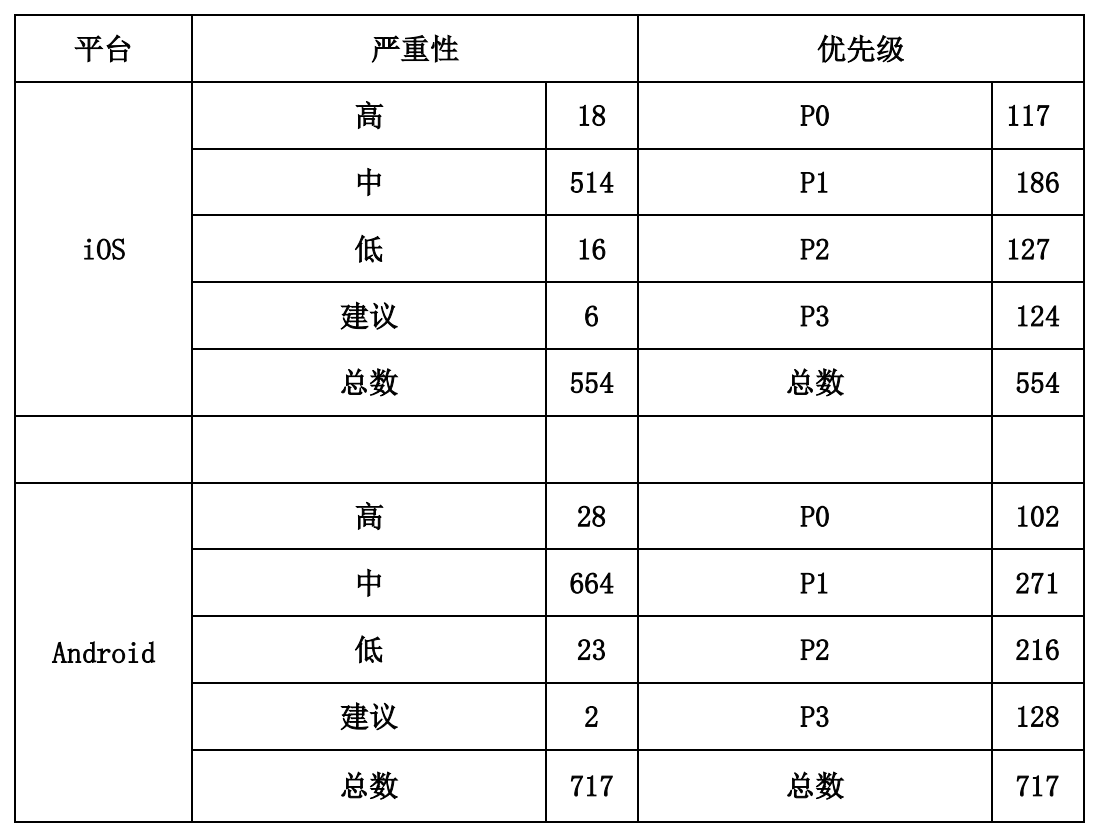 平台 严重性 优先级
高 18 P0 117
中 514 P1 186
iOS 低 16 P2 127
建议 6 P3 124
总数 554 总数 554
高 28 P0 102
中 664 P1 271
Android 低 23 P2 216
建议 2 P3 128
总数 717 总数 717